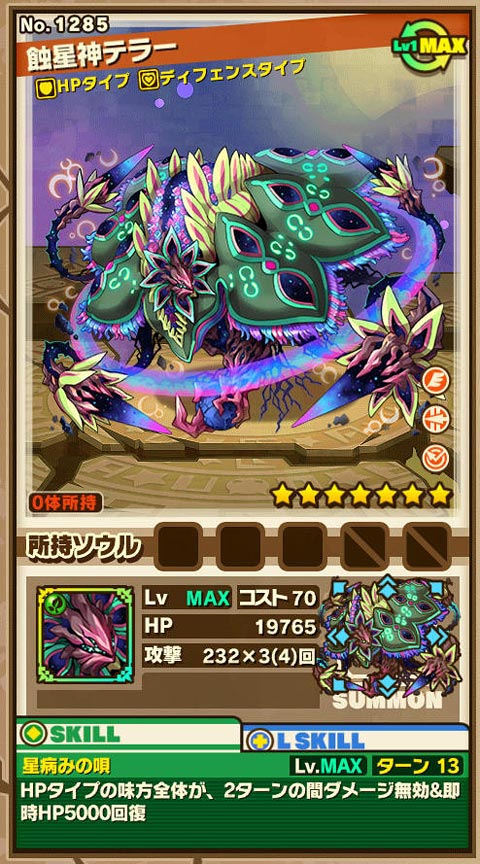 No.1285
蝕星神テラー
Lv1 MAX
HPタイプ ディフェンスタイプ
0体所持
所持ソウル
Lv MAX コスト 70
HP 19765
攻撃 232×3(4)回
SUMMON
SKILL
L SKILL
星病みの唄 Lv.MAX ターン 13
HPタイプの味方全体が、2ターンの間ダメージ無効&即
時HP5000回復